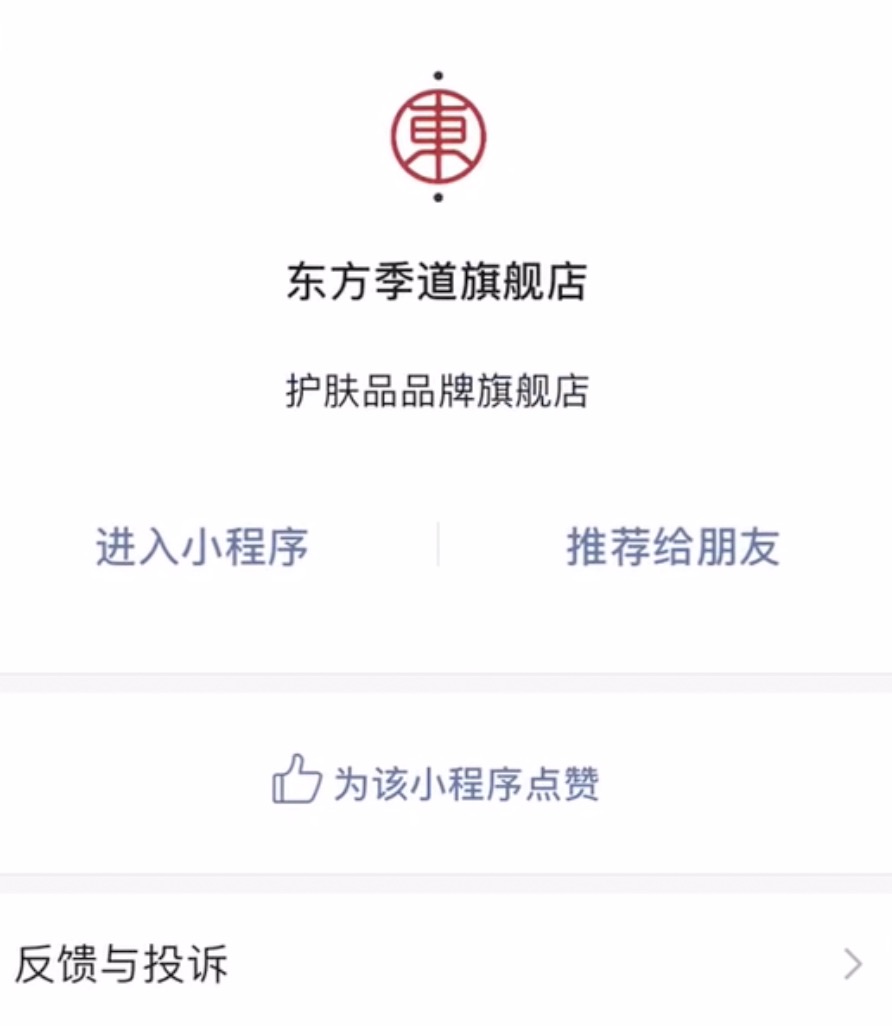 東
东方季道旗舰店
护肤品品牌旗舰店
进入小程序
推荐给朋友
为该小程序点赞
反馈与投诉